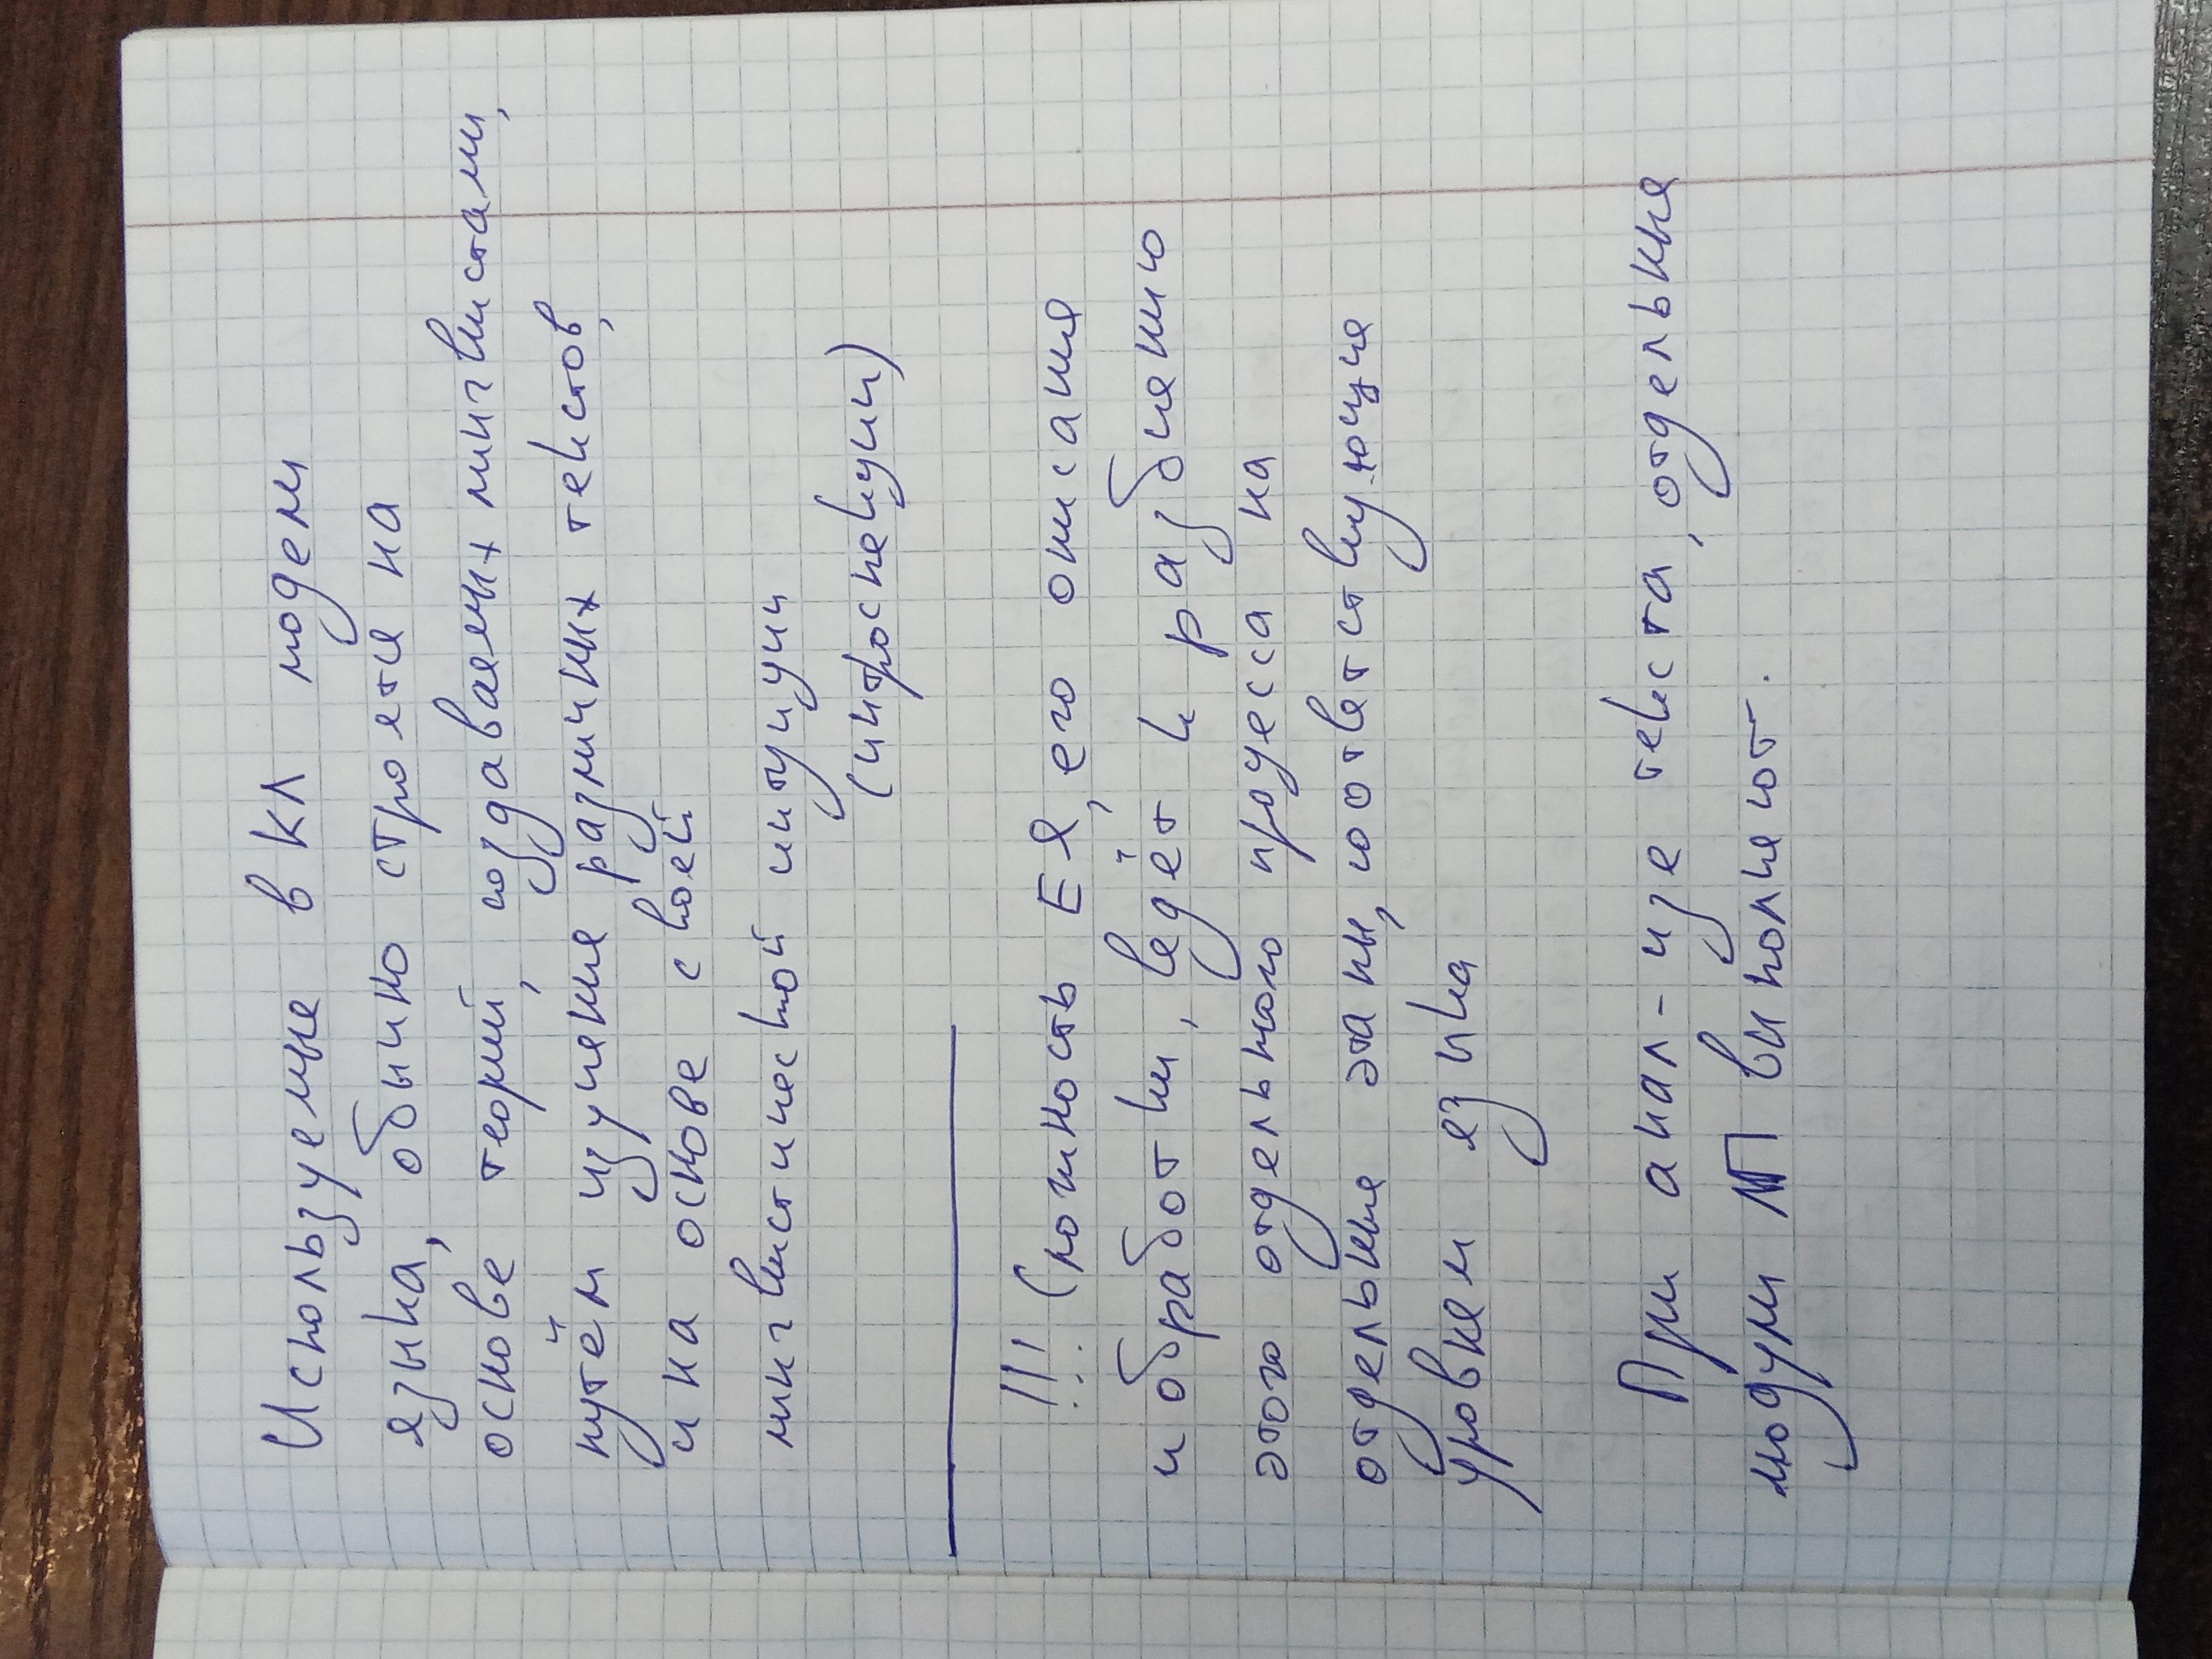 Используемые в КЛ модели
языка, обычно строятся на
основе теорий, создаваемых лингвистами,
путём изучения различных текстов,
и на основе своей
лингвистической интуиции
(интроспекции)
!!! Сложность ЕЯ, его описания
и обработки, ведёт к разбиению
этого отдельного процесса на
отдельные этапы, соответствующие
уровнем языка
При анал-изе текста, отдельные
модули ЛП выполняют.